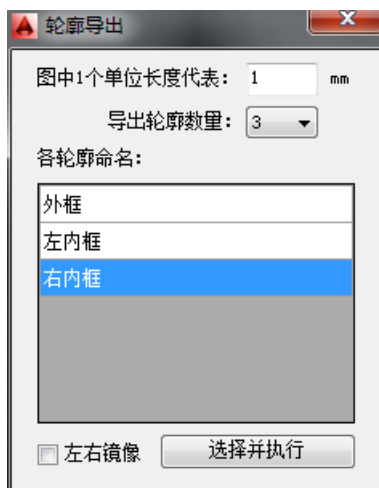 轮廓导出
图中1个单位长度代表: 1 mm
导出轮廓数量: 3
各轮廓命名:
外框
左内框
右内框
左右镜像 选择并执行